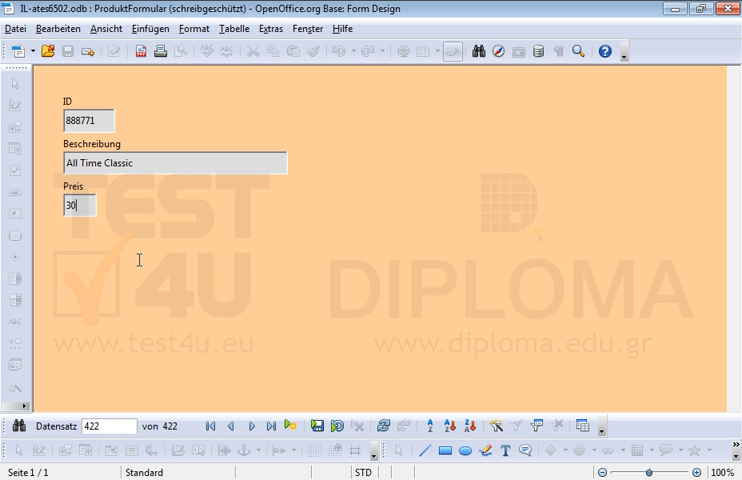 IL-ates6502.odb : ProduktFormular (schreibgeschützt) - OpenOffice.org Base: Form Design
Datei Bearbeiten Ansicht Einfügen Format Tabelle Extras Fenster Hilfe
ID
888771
Beschreibung
All Time Classic
Preis
30
TEST
4U
DIPLOMA
www.test4u.eu www.diploma.edu.gr
Datensatz 422 von 422
Seite 1 / 1 Standard STD 100%